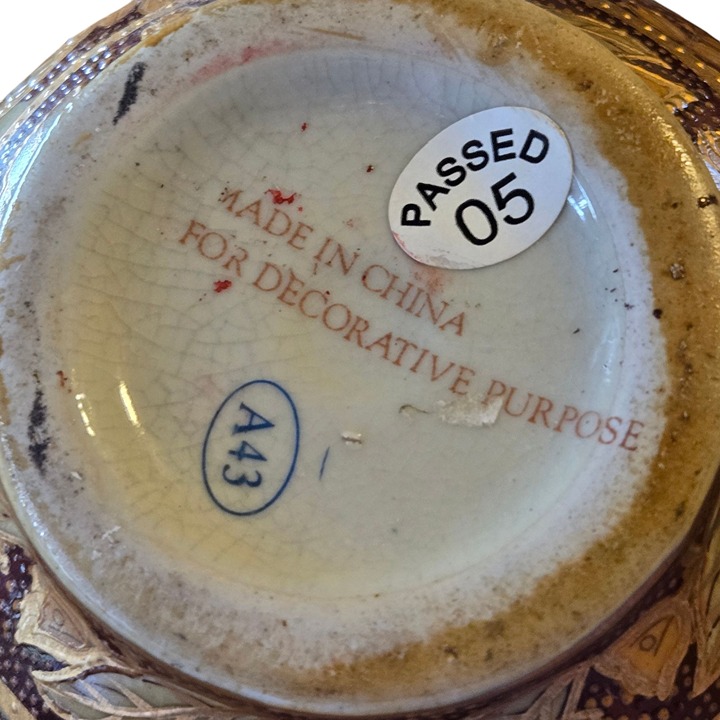 PASSED
05
MADE IN CHINA
FOR DECORATIVE PURPOSE
A43